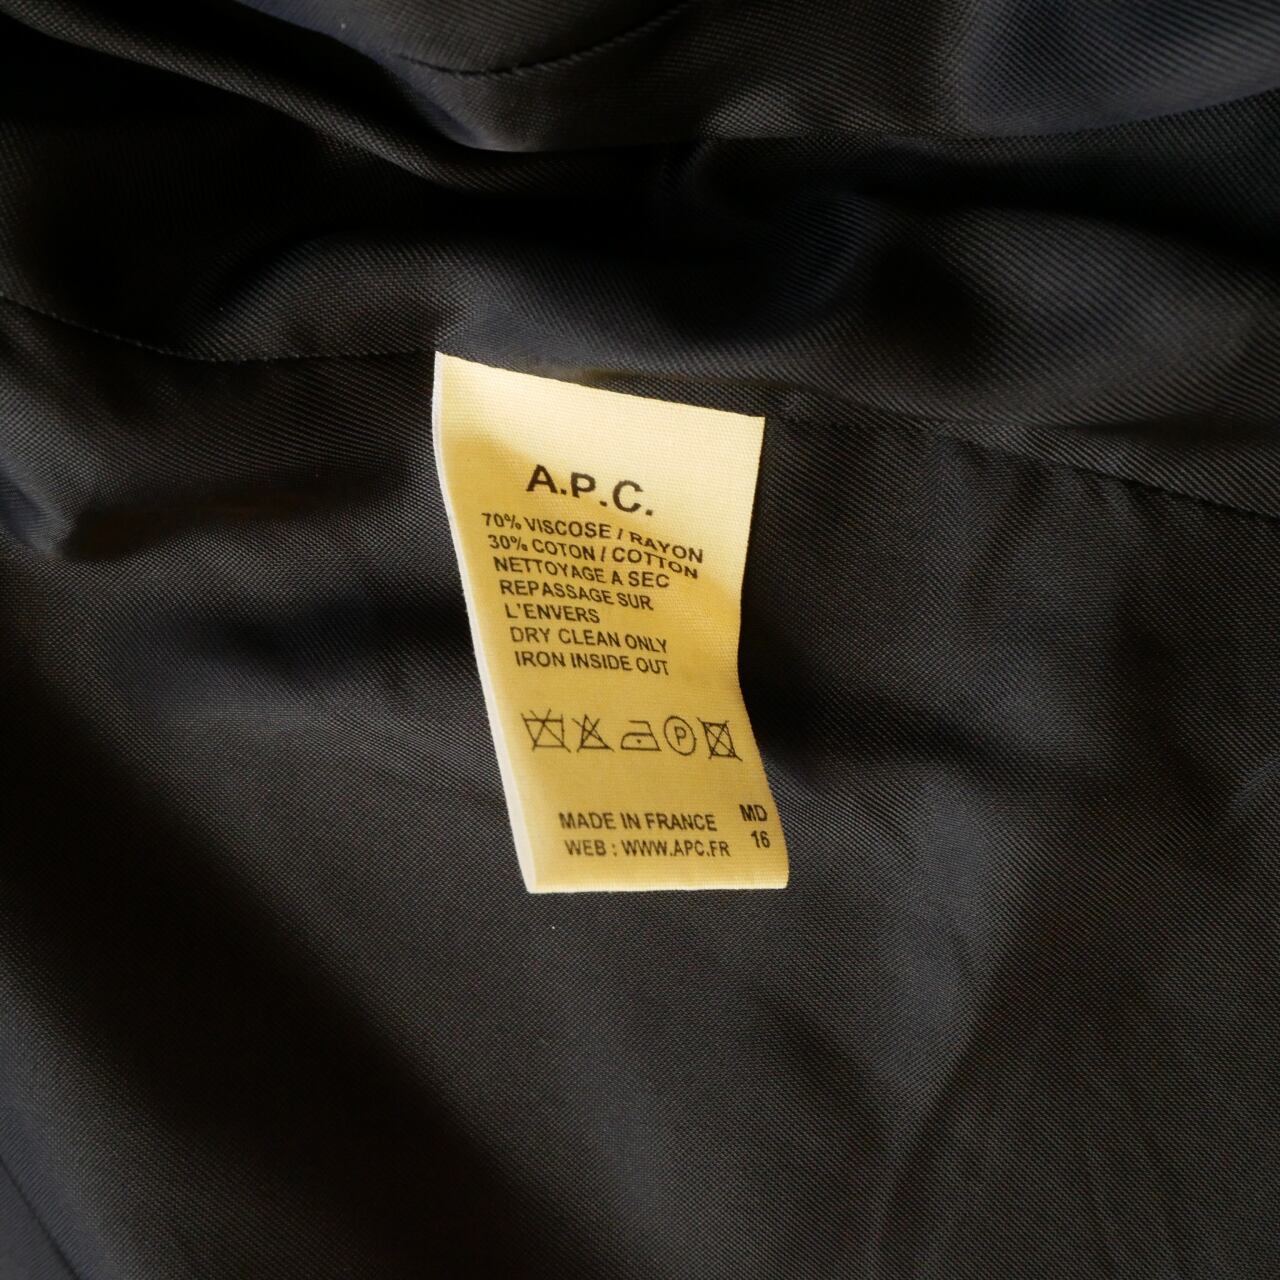 A.P.C.
70% VISCOSE / RAYON
30% COTON / COTTON
NETTOYAGE A SEC
REPASSAGE SUR
L'ENVERS
DRY CLEAN ONLY
IRON INSIDE OUT
P
MADE IN FRANCE MD
WEB : WWW.APC.FR 16